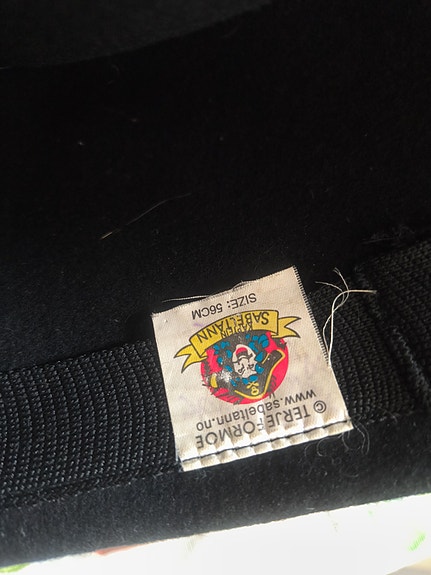 © TERJE FORMOE
www.sabeltann.no
KAPTEIN
SABELTANN
SIZE: 56CM